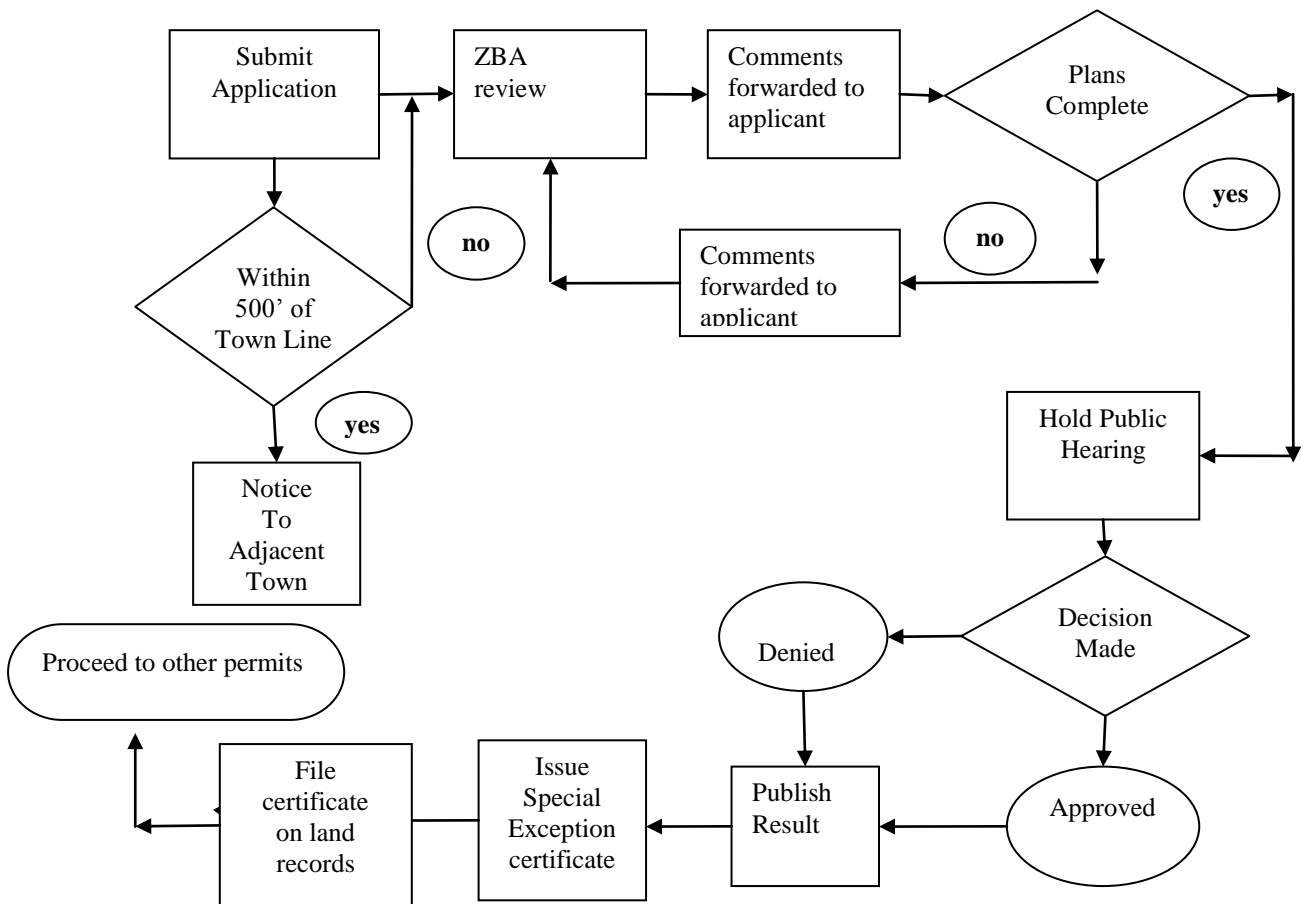 Submit
Application
ZBA
review
Comments
forwarded to
applicant
Plans
Complete
yes
no
no
Comments
forwarded to
applicant
Within
500’ of
Town Line
yes
Notice
To
Adjacent
Town
Hold Public
Hearing
Decision
Made
Denied
Proceed to other permits
File
certificate
on land
records
Issue
Special
Exception
certificate
Publish
Result
Approved